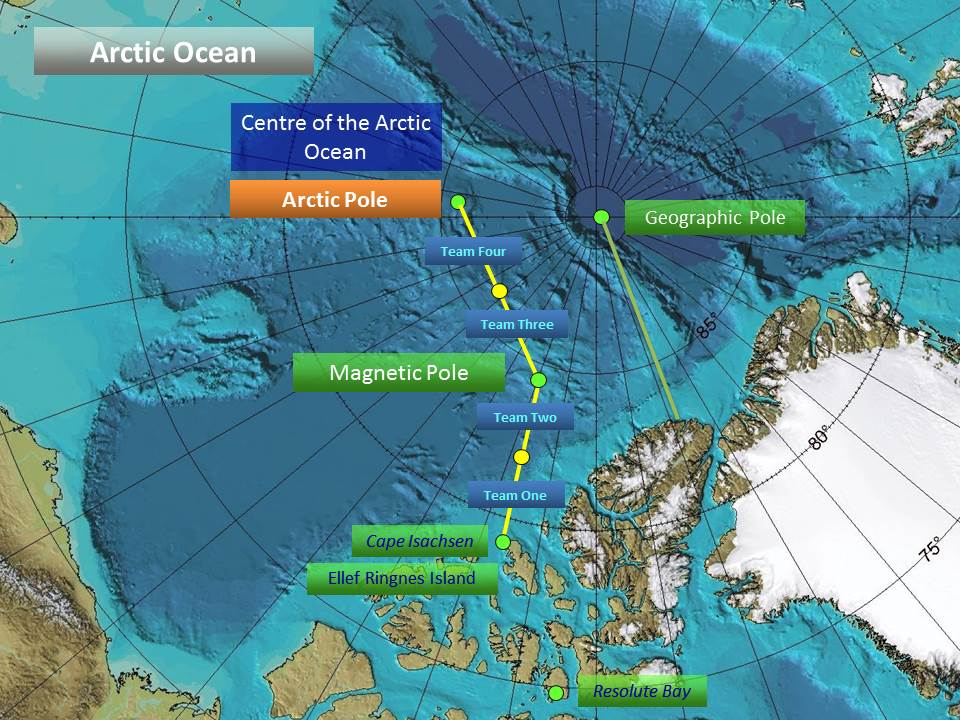 Arctic Ocean
Centre of the Arctic
Ocean
Arctic Pole
Geographic Pole
Team Four
Team Three
85°
Magnetic Pole
Team Two
80°
Team One
Cape Isachsen
75°
Ellef Ringnes Island
Resolute Bay